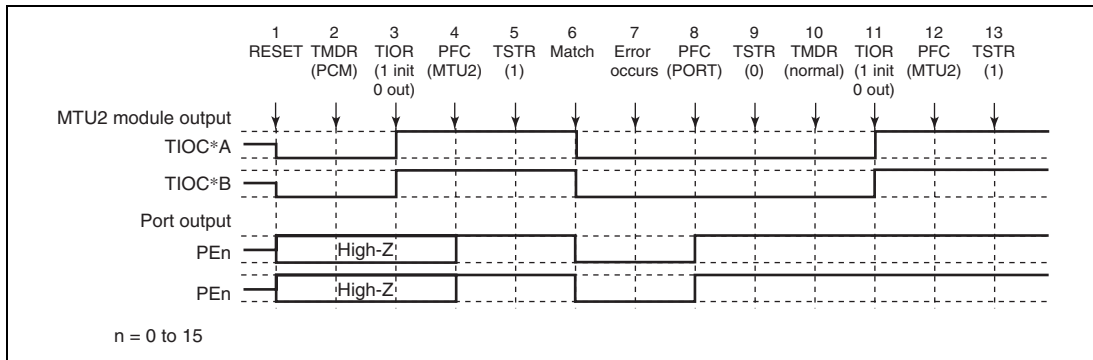 1 2 3 4 5 6 7 8 9 10 11 12 13
RESET TMDR TIOR PFC TSTR Match Error PFC TSTR TMDR TIOR PFC TSTR
(PCM) (1 init (MTU2) (1) occurs (PORT) (0) (normal) (1 init (MTU2) (1)
0 out) 0 out)
MTU2 module output
TIOC*A
TIOC*B
Port output
PEn High-Z
PEn High-Z
n = 0 to 15